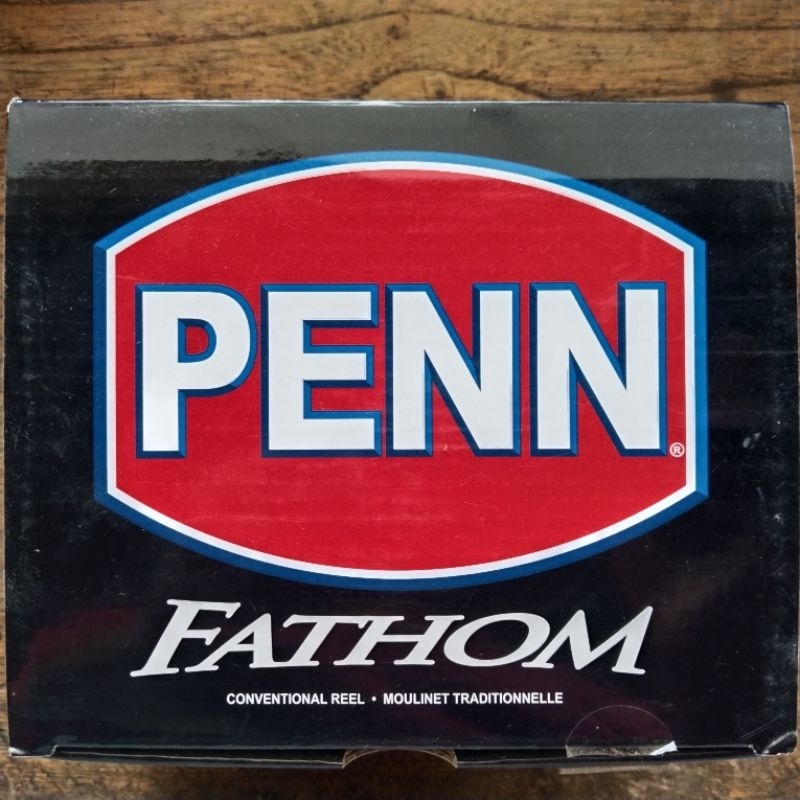 PENN®
FATHOM
CONVENTIONAL REEL • MOULINET TRADITIONNELLE